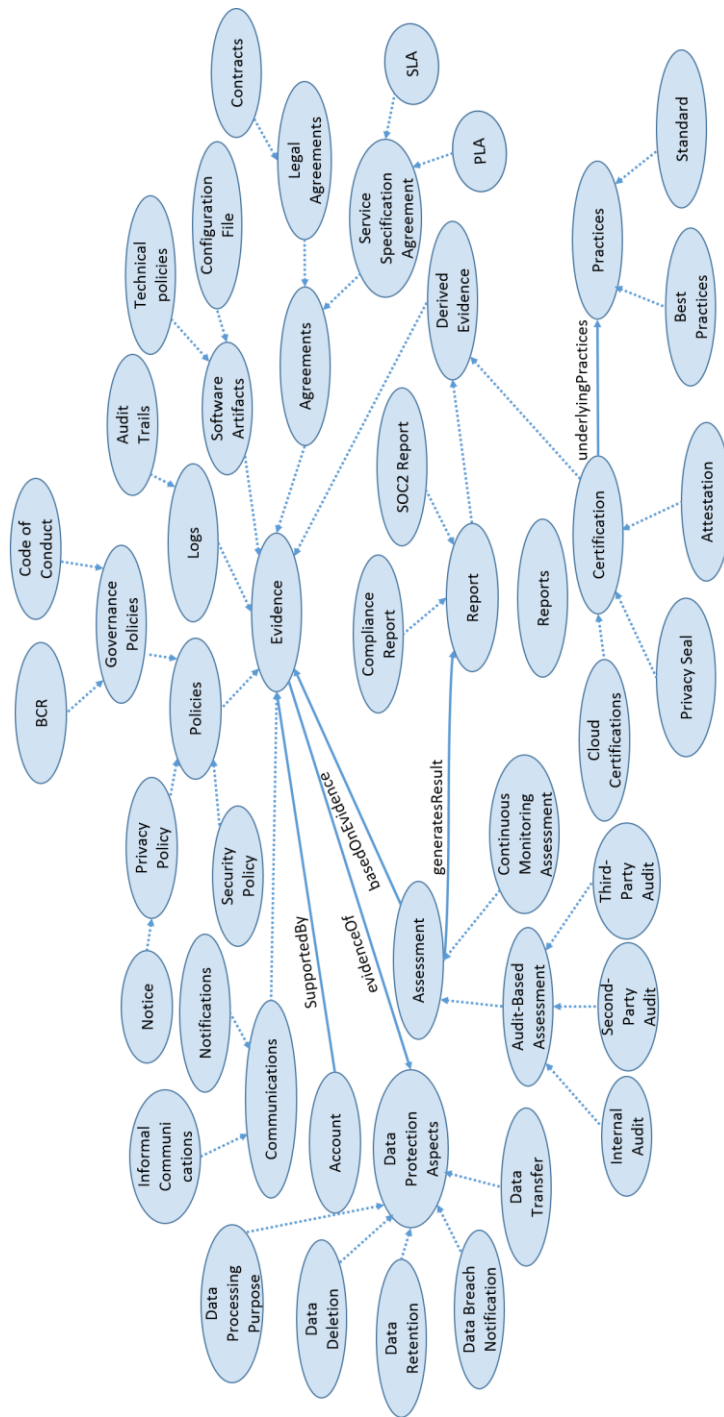 BCR
Code of
Conduct
Governance
Policies
Audit
Trails
Technical
policies
Configuration
File
Contracts
Notice
Privacy
Policy
Policies
Logs
Software
Artifacts
Legal
Agreements
Security
Policy
Informal
Communi
cations
Notifications
Communications
Evidence
Agreements
Service
Specification
Agreement
SLA
PLA
Account
SupportedBy
evidenceOf
basedOnEvidence
Data
Processing
Purpose
Data
Deletion
Data
Retention
Data Breach
Notification
Data
Transfer
Data
Protection
Aspects
Assessment
generatesResult
Compliance
Report
SOC2 Report
Derived
Evidence
Report
Reports
Audit-Based
Assessment
Continuous
Monitoring
Assessment
Internal
Audit
Second-
Party
Audit
Third-
Party Audit
Cloud
Certifications
Privacy Seal
Certification
Attestation
underlyingPractices
Practices
Best
Practices
Standard